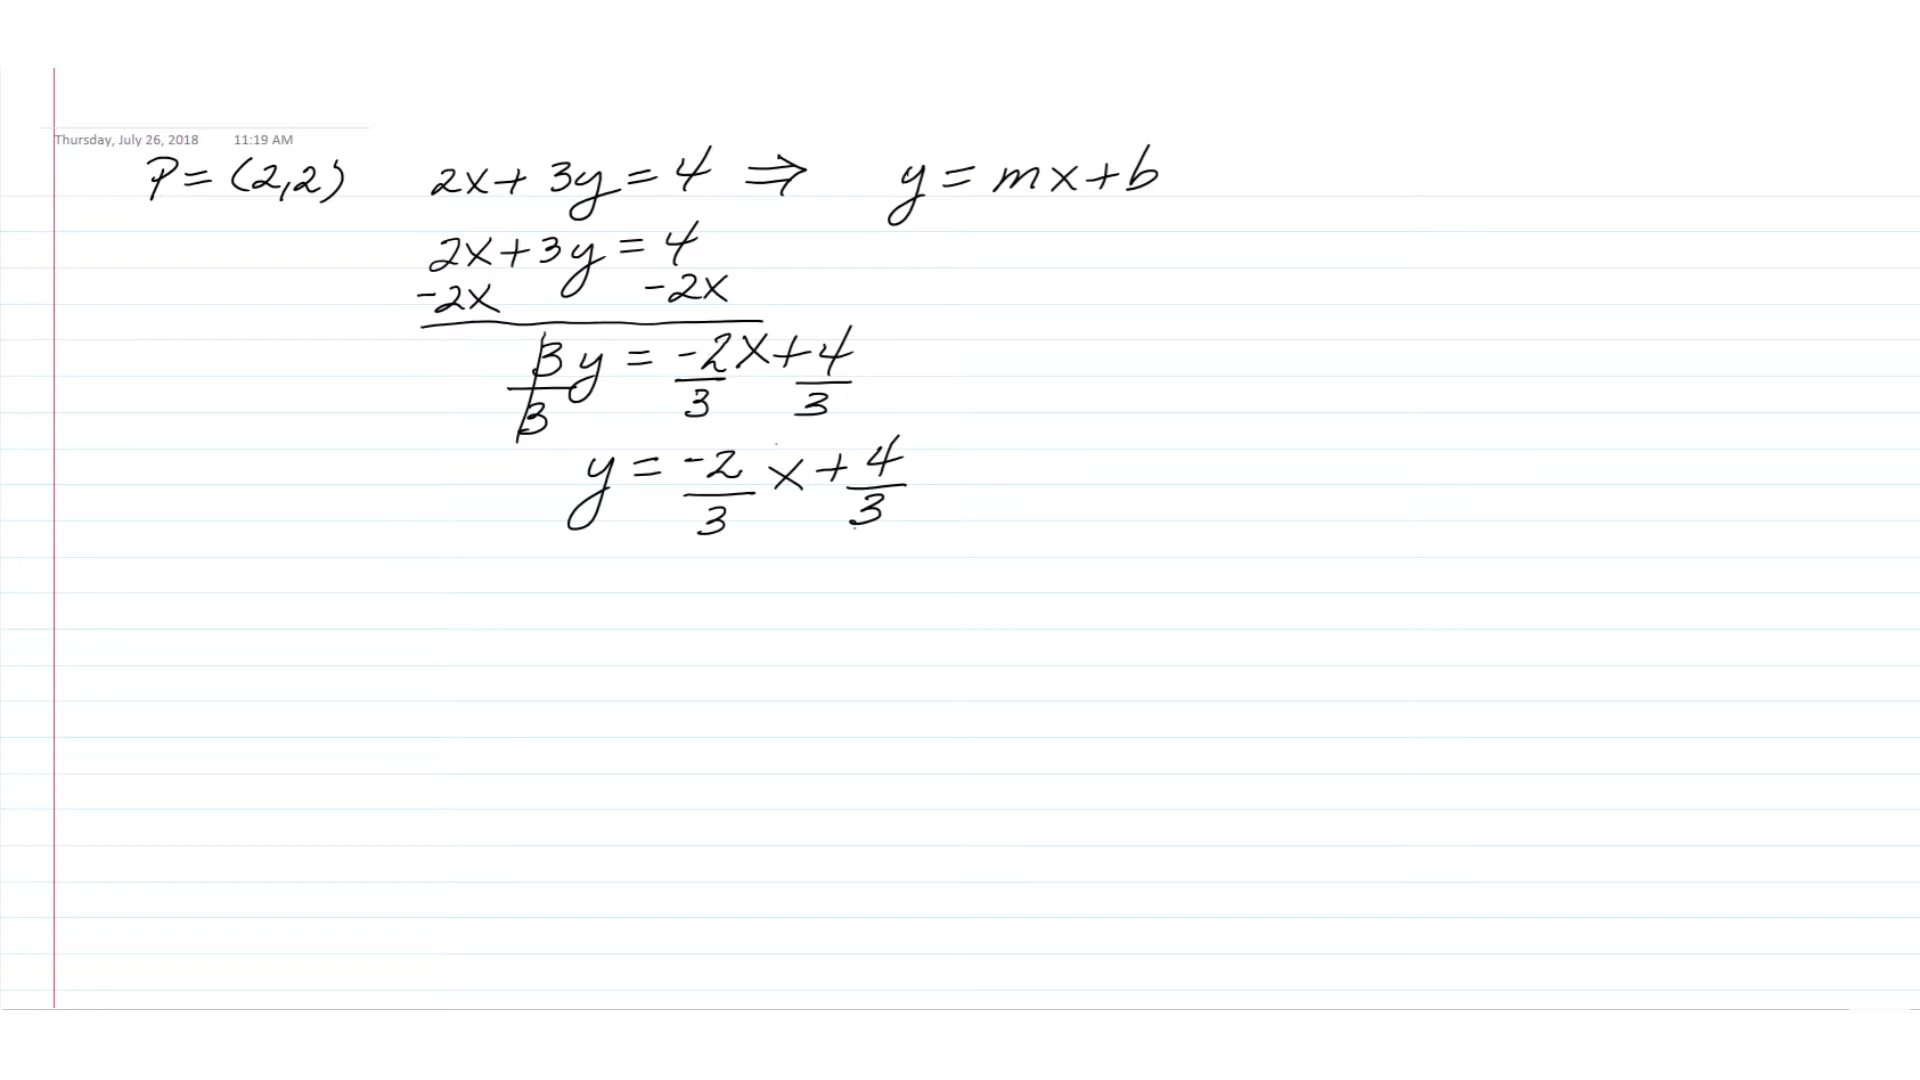 Thursday, July 26, 2018 11:19 AM
P = (2,2) 2x + 3y = 4 ⇒ y = mx + b
2x + 3y = 4
-2x -2x
3y = -2x + 4
3 3 3
y = -2 x + 4
3 3